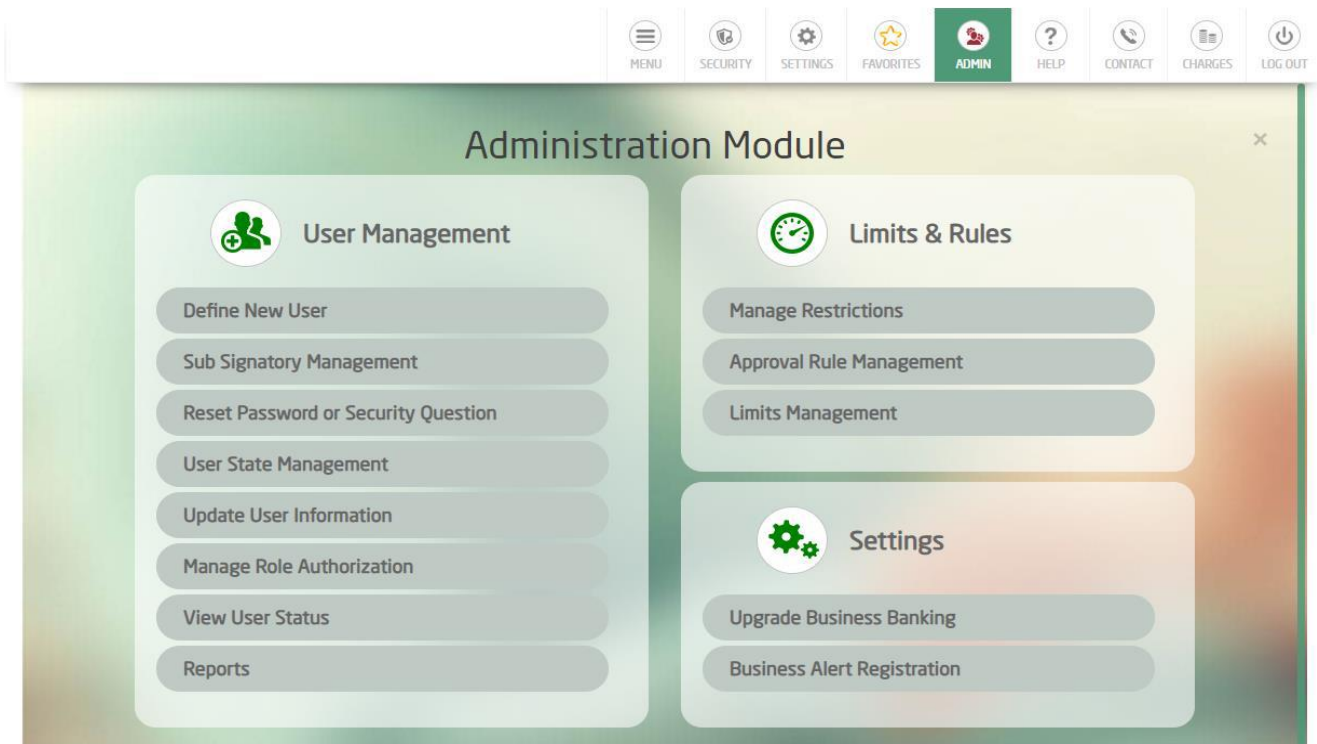 MENU
SECURITY
SETTINGS
FAVORITES
ADMIN
HELP
CONTACT
CHARGES
LOG OUT
Administration Module
×
User Management
Define New User
Sub Signatory Management
Reset Password or Security Question
User State Management
Update User Information
Manage Role Authorization
View User Status
Reports
Limits & Rules
Manage Restrictions
Approval Rule Management
Limits Management
Settings
Upgrade Business Banking
Business Alert Registration